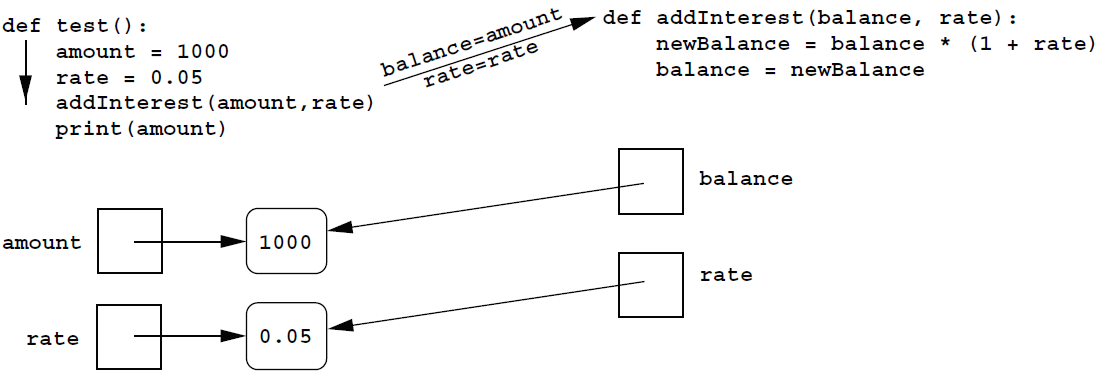 def test():
    amount = 1000
    rate = 0.05
    addInterest(amount,rate)
    print(amount)
balance=amount
rate=rate
def addInterest(balance, rate):
    newBalance = balance * (1 + rate)
    balance = newBalance
balance
amount
1000
rate
rate
0.05